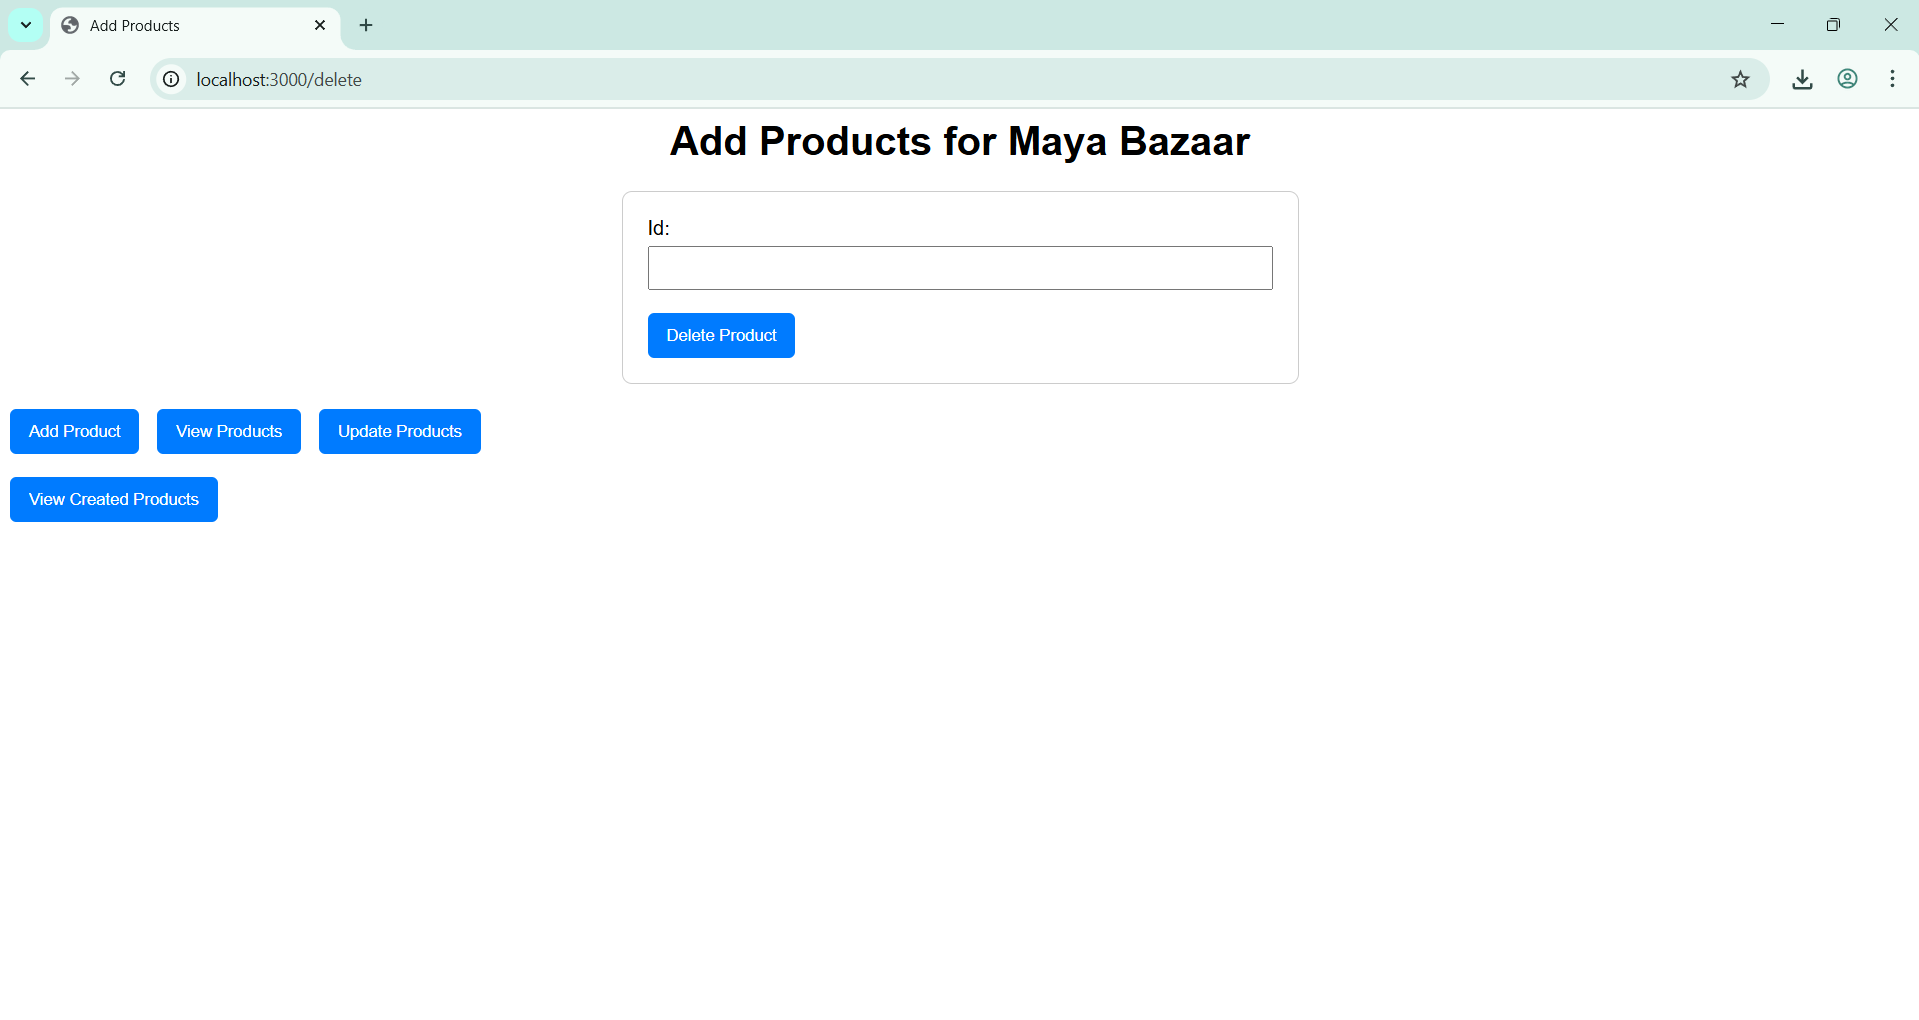 Add Products
localhost:3000/delete
Add Products for Maya Bazaar
Id:
Delete Product
Add Product View Products Update Products
View Created Products